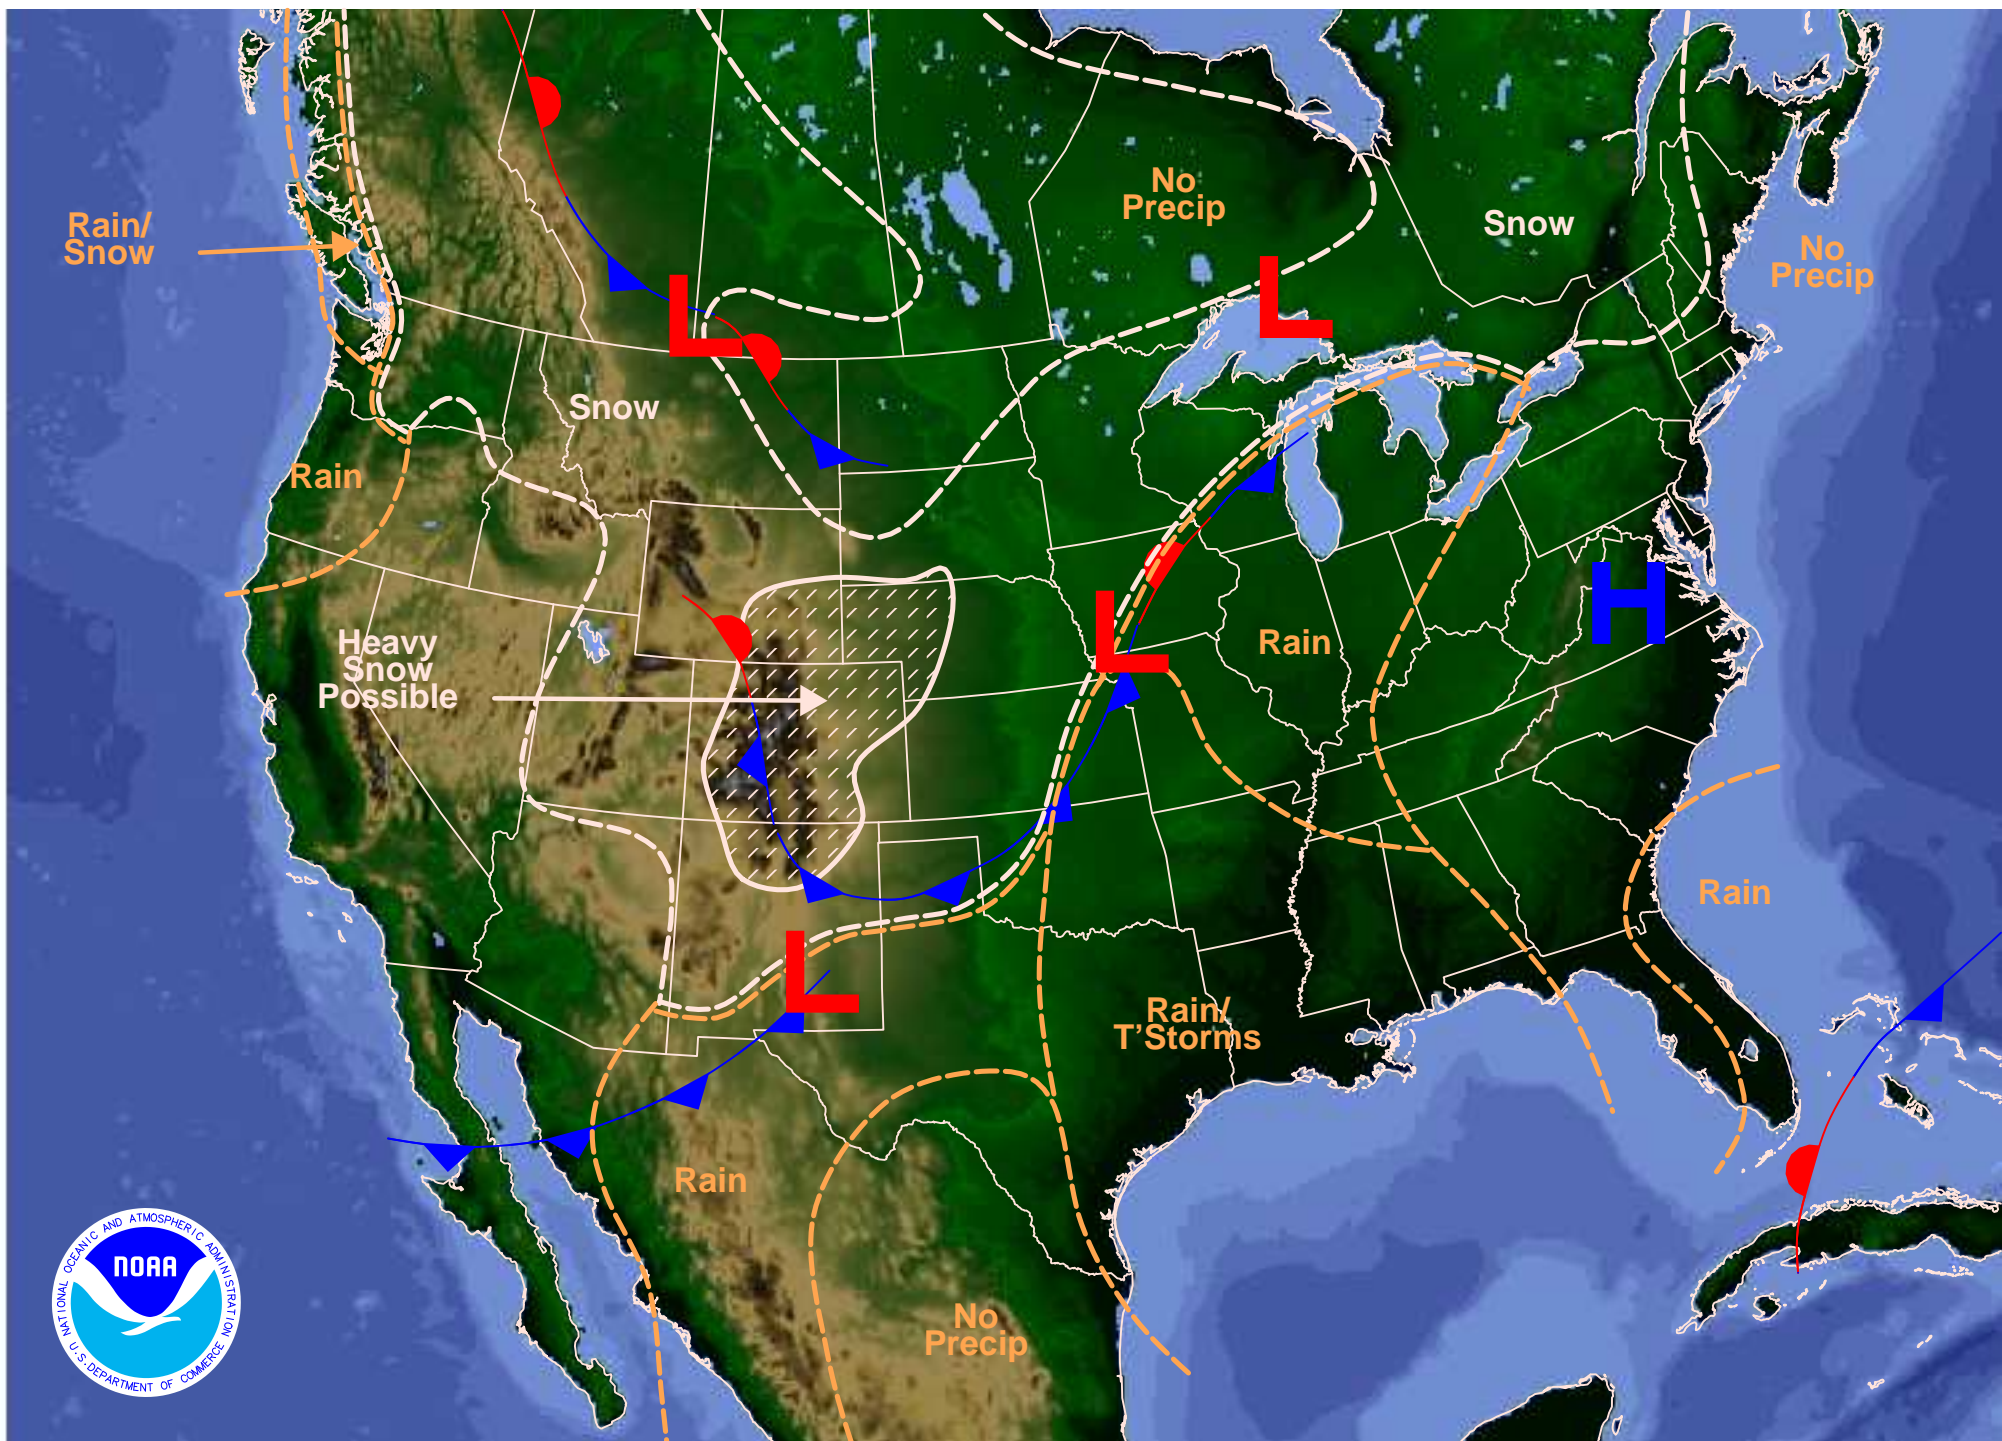 No
Precip
Rain/
Snow
Snow
No
Precip
L
L
Snow
Rain
H
Heavy
Snow
Possible
L
Rain
Rain
L
Rain/
T'Storms
Rain
No
Precip
NATIONAL OCEANIC AND ATMOSPHERIC ADMINISTRATION
NOAA
U.S. DEPARTMENT OF COMMERCE